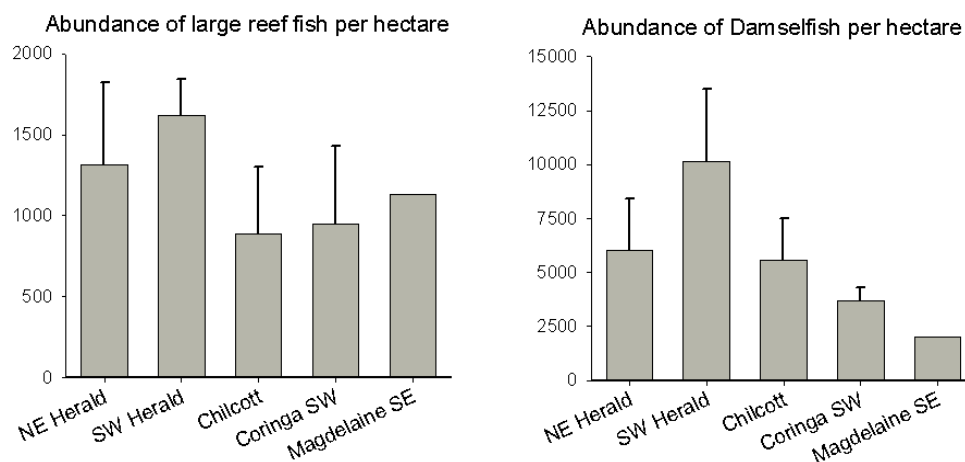 Abundance of large reef fish per hectare
2000
1500
1000
500
0
NE Herald
SW Herald
Chilcott
Coringa SW
Magdelaine SE
Abundance of Damselfish per hectare
15000
12500
10000
7500
5000
2500
0
NE Herald
SW Herald
Chilcott
Coringa SW
Magdelaine SE